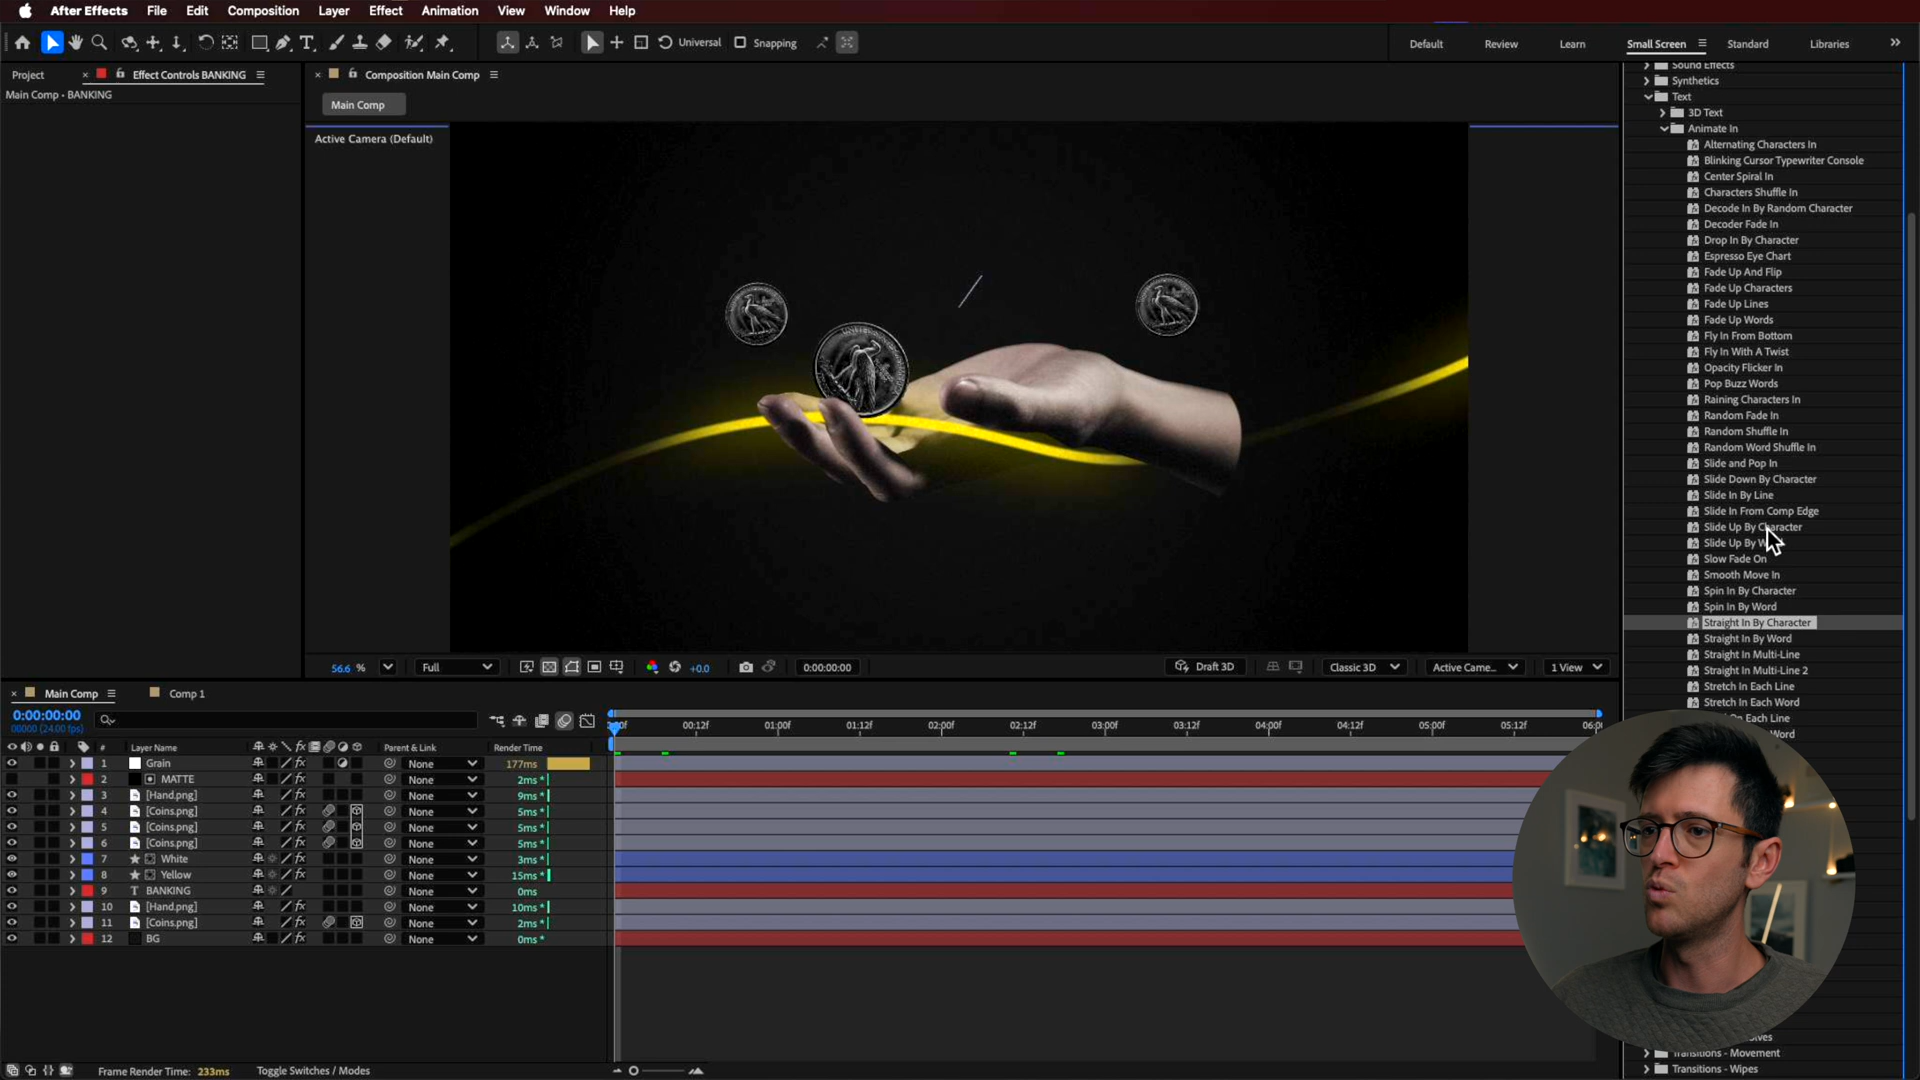 After Effects File Edit Composition Layer Effect Animation View Window Help
Universal Snapping Default Review Learn Small Screen Standard Libraries
Project Effect Controls BANKING Composition Main Comp
Main Comp • BANKING
Main Comp
Active Camera (Default)
Sound Effects
Synthetics
Text
3D Text
Animate In
Alternating Characters In
Blinking Cursor Typewriter Console
Center Spiral In
Characters Shuffle In
Decode In By Random Character
Decoder Fade In
Drop In By Character
Espresso Eye Chart
Fade Up And Flip
Fade Up Characters
Fade Up Lines
Fade Up Words
Fly In From Bottom
Fly In With A Twist
Opacity Flicker In
Pop Buzz Words
Raining Characters In
Random Fade In
Random Shuffle In
Random Word Shuffle In
Slide and Pop In
Slide Down By Character
Slide In By Line
Slide In From Comp Edge
Slide Up By Character
Slide Up By
Slow Fade On
Smooth Move In
Spin In By Character
Spin In By Word
Straight In By Character
Straight In By Word
Straight In Multi-Line
Straight In Multi-Line 2
Stretch In Each Line
Stretch In Each Word
On Each Line
Word
Transitions - Movement
Transitions - Wipes
56.6 % Full +0.0 0:00:00:00 Draft 3D Classic 3D Active Came... 1 View
Main Comp Comp 1
0:00:00:00
00000 (24.00 fps)
00:12f 01:00f 01:12f 02:00f 02:12f 03:00f 03:12f 04:00f 04:12f 05:00f 05:12f
# Layer Name fx Parent & Link Render Time
1 Grain fx None 177ms
2 MATTE None 2ms *
3 [Hand.png] fx None 9ms *
4 [Coins.png] fx None 5ms *
5 [Coins.png] fx None 5ms *
6 [Coins.png] fx None 5ms *
7 White fx None 3ms *
8 Yellow fx None 15ms *
9 T BANKING None 0ms
10 [Hand.png] fx None 10ms *
11 [Coins.png] fx None 2ms *
12 BG fx None 0ms *
Frame Render Time: 233ms Toggle Switches / Modes